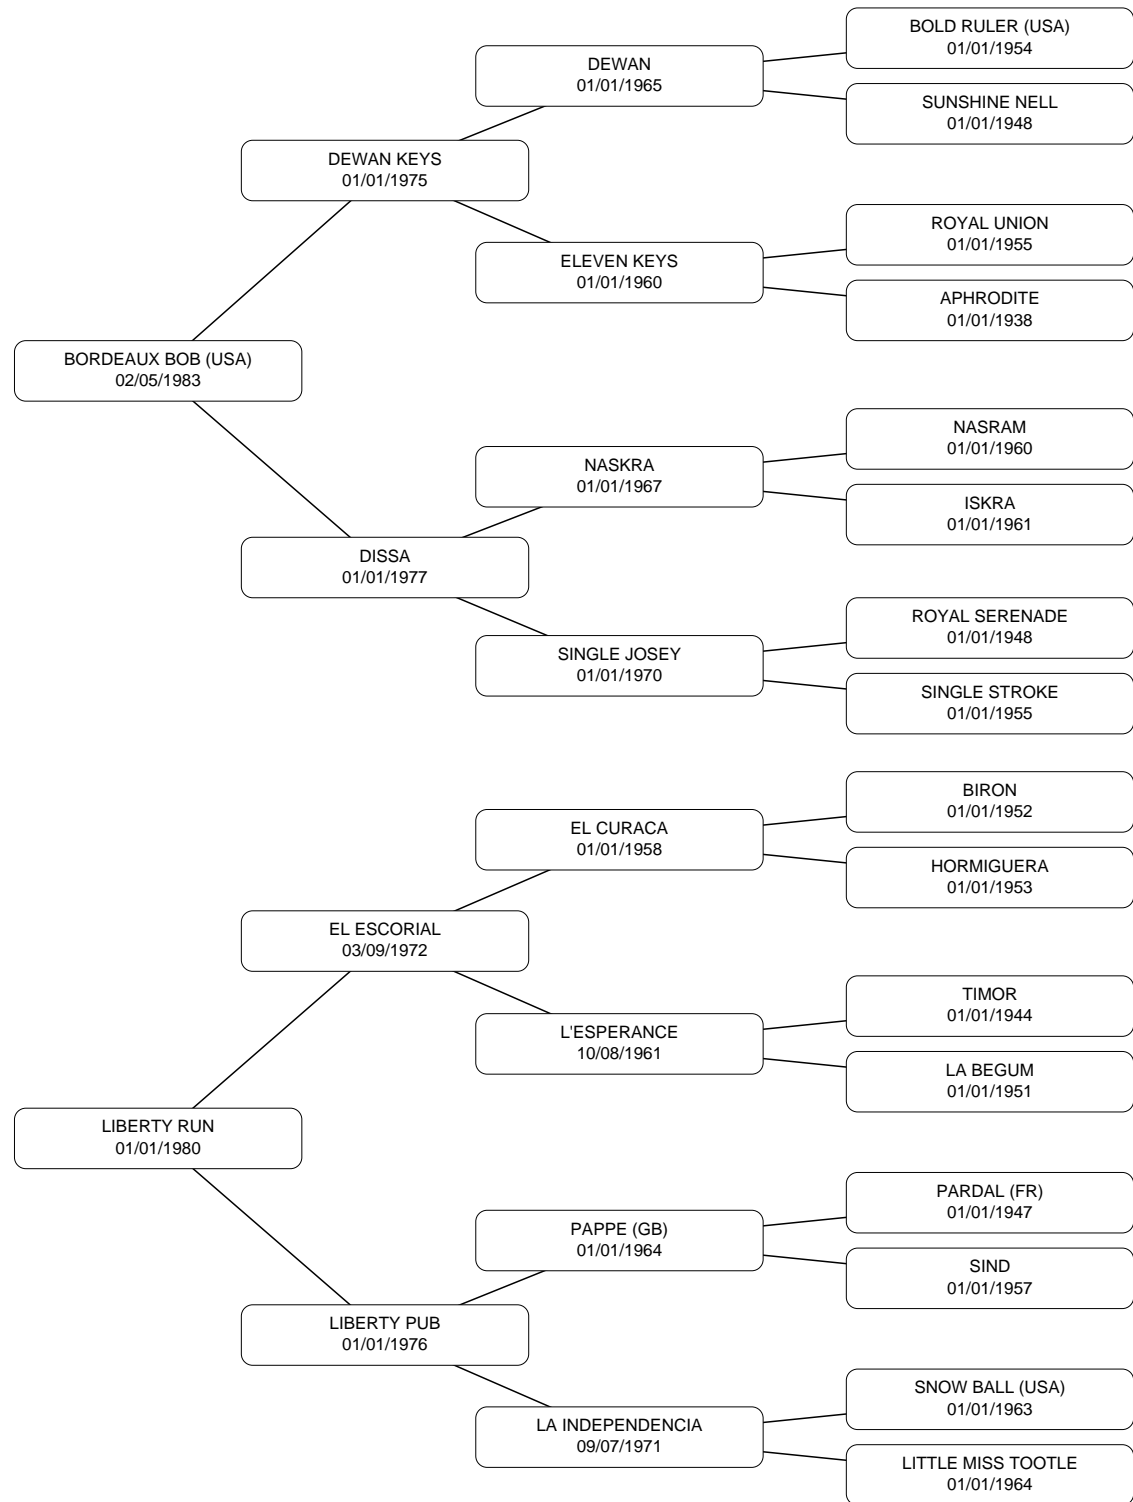 BOLD RULER (USA)
01/01/1954
DEWAN
01/01/1965
SUNSHINE NELL
01/01/1948
DEWAN KEYS
01/01/1975
ROYAL UNION
01/01/1955
ELEVEN KEYS
01/01/1960
APHRODITE
01/01/1938
BORDEAUX BOB (USA)
02/05/1983
NASRAM
01/01/1960
NASKRA
01/01/1967
ISKRA
01/01/1961
DISSA
01/01/1977
ROYAL SERENADE
01/01/1948
SINGLE JOSEY
01/01/1970
SINGLE STROKE
01/01/1955
BIRON
01/01/1952
EL CURACA
01/01/1958
HORMIGUERA
01/01/1953
EL ESCORIAL
03/09/1972
TIMOR
01/01/1944
L'ESPERANCE
10/08/1961
LA BEGUM
01/01/1951
LIBERTY RUN
01/01/1980
PARDAL (FR)
01/01/1947
PAPPE (GB)
01/01/1964
SIND
01/01/1957
LIBERTY PUB
01/01/1976
SNOW BALL (USA)
01/01/1963
LA INDEPENDENCIA
09/07/1971
LITTLE MISS TOOTLE
01/01/1964